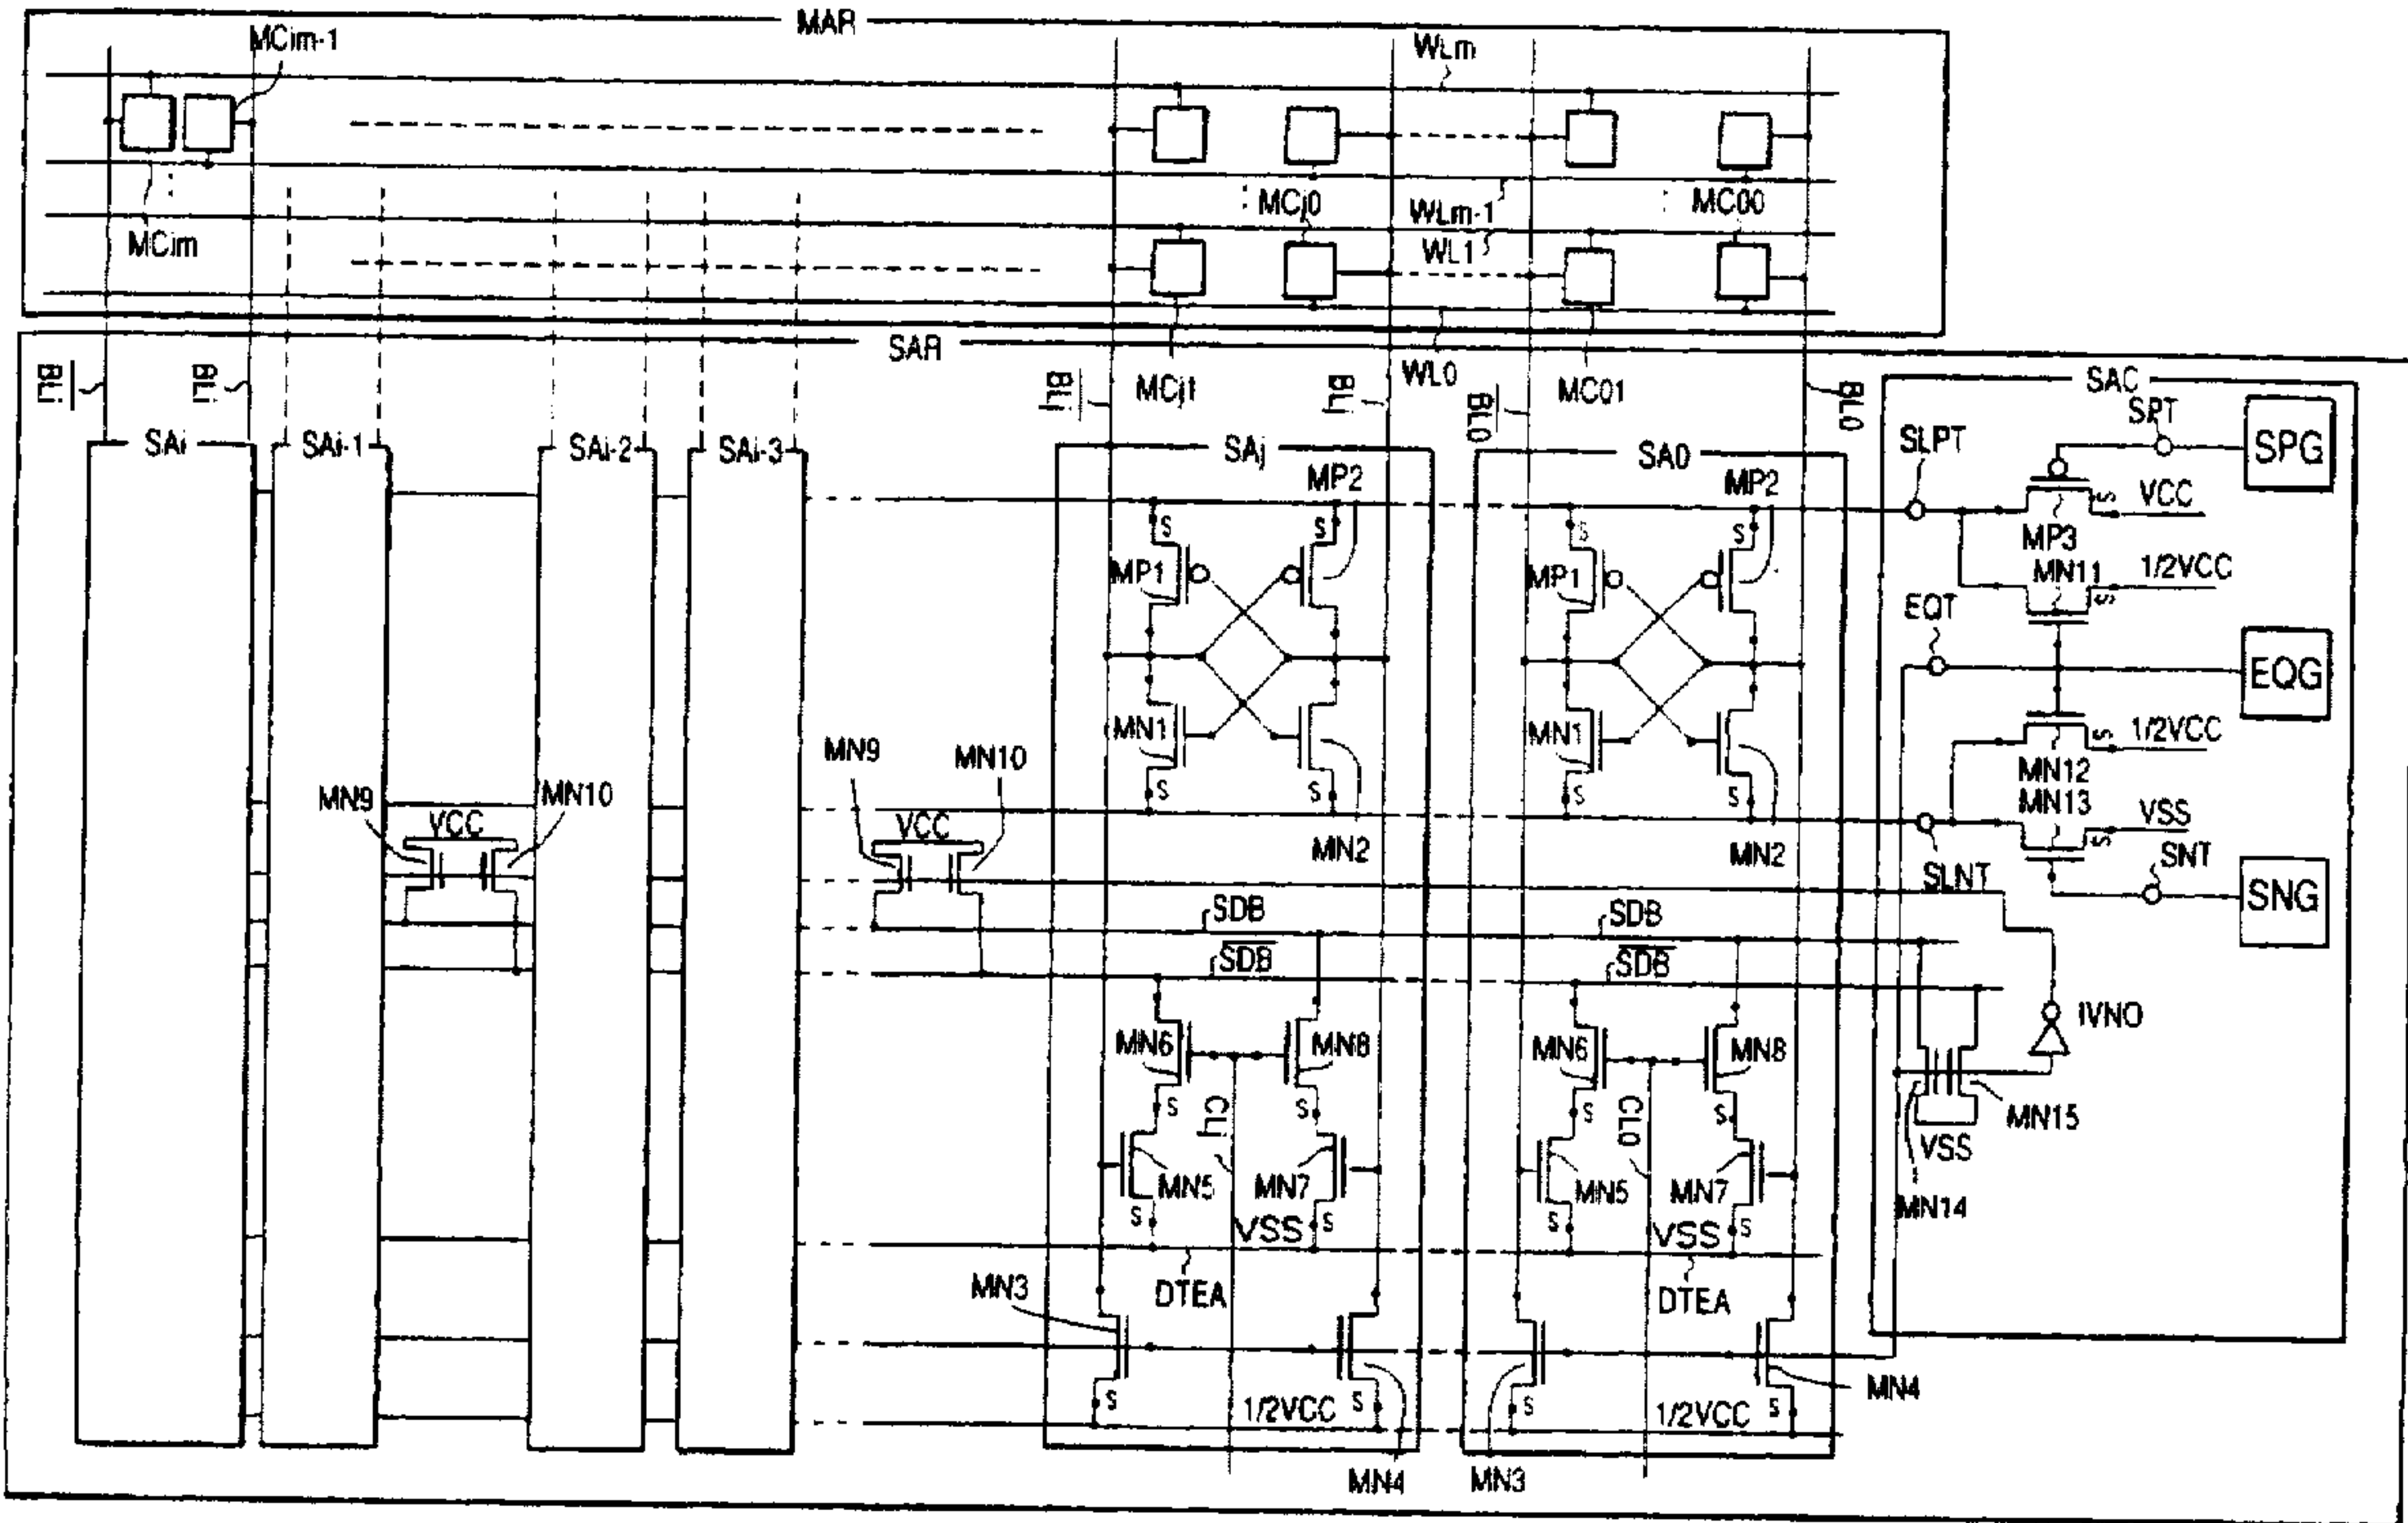 MAR
MCim-1
WLm
MCj0
MC00
WLm-1
MCim
WL1
SAR
BLi
BLi
BLj
MCj1
BLj
WL0
BL0
MC01
BL0
SAC
SPT
SPG
SAi
SAi-1
SAi-2
SAi-3
SAj
SA0
SLPT
MP2
MP2
S
VCC
S
S
S
S
MP3
MP1
MP1
MN11
1/2VCC
S
EQT
EQG
MN1
MN1
S
1/2VCC
MN9
MN10
MN12
MN9
MN10
S
S
S
S
MN13
VSS
VCC
VCC
MN2
MN2
S
SNT
SLNT
SNG
SDB
SDB
SDB
SDB
IVNO
MN6
MN8
MN6
MN8
S
S
S
S
CLj
CL0
MN15
VSS
MN5
MN7
MN5
MN7
MN14
S
VSS
S
S
VSS
S
MN3
DTEA
DTEA
MN4
S
1/2VCC
S
S
1/2VCC
S
MN4
MN3